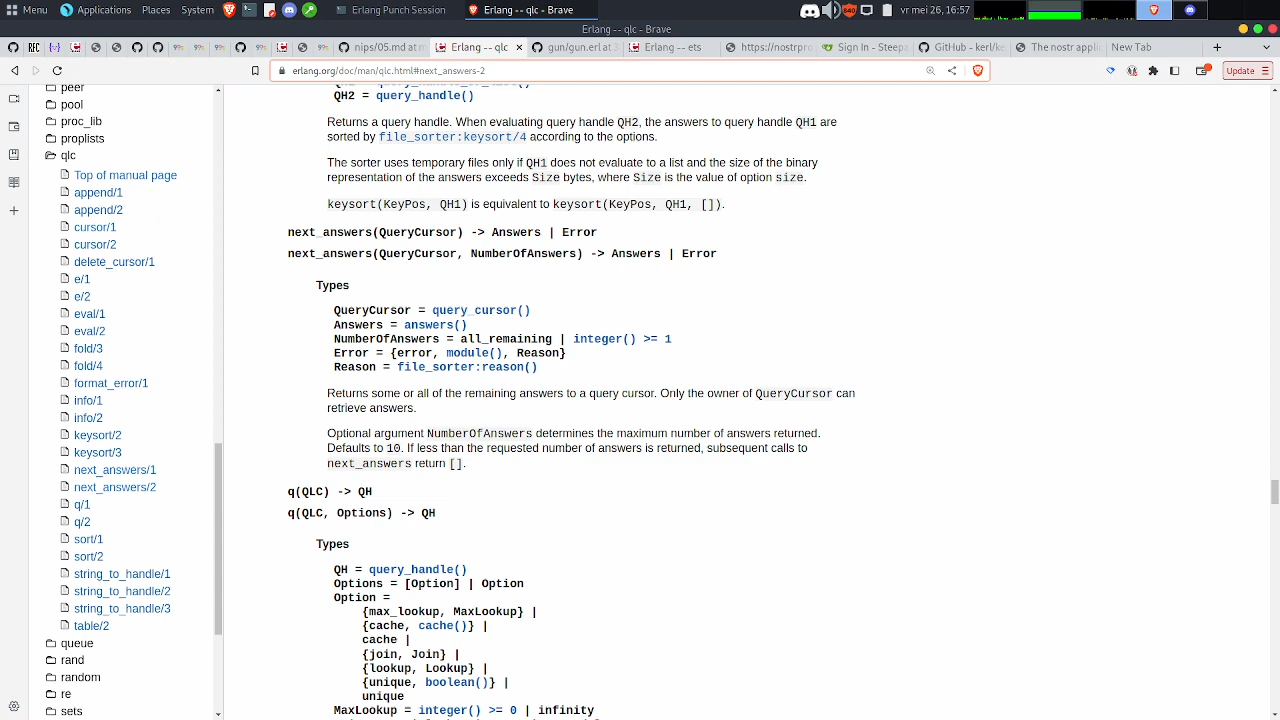 Menu Applications Places System Erlang Punch Session Erlang -- qlc - Brave 840 Fri mei 26, 16:57
Erlang -- qlc - Brave
nips/05.md at m Erlang -- qlc gun/gun.erl at 3 Erlang -- ets https://nostrpro Sign In - Steepa GitHub - kerl/ke The nostr applic New Tab
erlang.org/doc/man/qlc.html#next_answers-2 Update
peer
pool
proc_lib
proplists
qlc
Top of manual page
append/1
append/2
cursor/1
cursor/2
delete_cursor/1
e/1
e/2
eval/1
eval/2
fold/3
fold/4
format_error/1
info/1
info/2
keysort/2
keysort/3
next_answers/1
next_answers/2
q/1
q/2
sort/1
sort/2
string_to_handle/1
string_to_handle/2
string_to_handle/3
table/2
queue
rand
random
re
sets
QH2 = query_handle()
Returns a query handle. When evaluating query handle QH2, the answers to query handle QH1 are
sorted by file_sorter:keysort/4 according to the options.
The sorter uses temporary files only if QH1 does not evaluate to a list and the size of the binary
representation of the answers exceeds Size bytes, where Size is the value of option size.
keysort(KeyPos, QH1) is equivalent to keysort(KeyPos, QH1, []).
next_answers(QueryCursor) -> Answers | Error
next_answers(QueryCursor, NumberOfAnswers) -> Answers | Error
Types
QueryCursor = query_cursor()
Answers = answers()
NumberOfAnswers = all_remaining | integer() >= 1
Error = {error, module(), Reason}
Reason = file_sorter:reason()
Returns some or all of the remaining answers to a query cursor. Only the owner of QueryCursor can
retrieve answers.
Optional argument NumberOfAnswers determines the maximum number of answers returned.
Defaults to 10. If less than the requested number of answers is returned, subsequent calls to
next_answers return [].
q(QLC) -> QH
q(QLC, Options) -> QH
Types
QH = query_handle()
Options = [Option] | Option
Option =
{max_lookup, MaxLookup} |
{cache, cache()} |
cache |
{join, Join} |
{lookup, Lookup} |
{unique, boolean()} |
unique
MaxLookup = integer() >= 0 | infinity